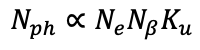 N_{ph} ∝ N_e N_β K_u